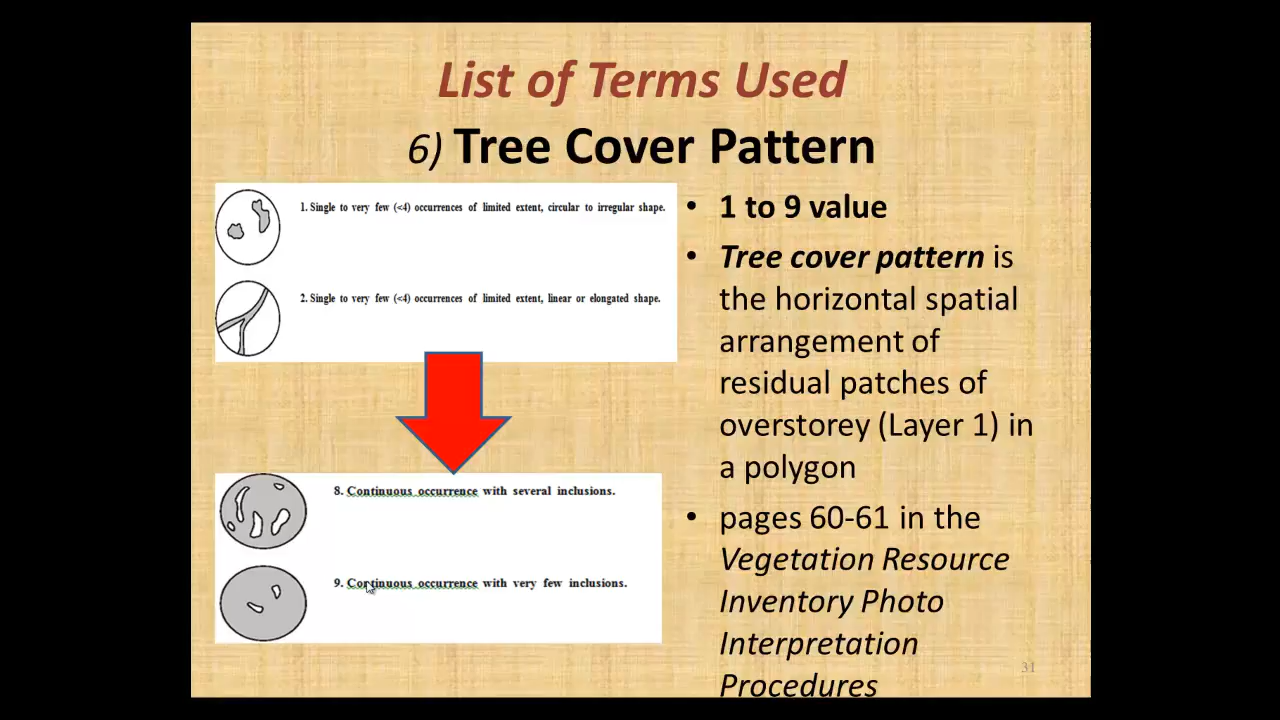 List of Terms Used
6) Tree Cover Pattern
1. Single to very few (<4) occurrences of limited extent, circular to irregular shape.
2. Single to very few (<4) occurrences of limited extent, linear or elongated shape.
8. Continuous occurrence with several inclusions.
9. Continuous occurrence with very few inclusions.
• 1 to 9 value
• Tree cover pattern is
the horizontal spatial
arrangement of
residual patches of
overstorey (Layer 1) in
a polygon
• pages 60-61 in the
Vegetation Resource
Inventory Photo
Interpretation
Procedures
31